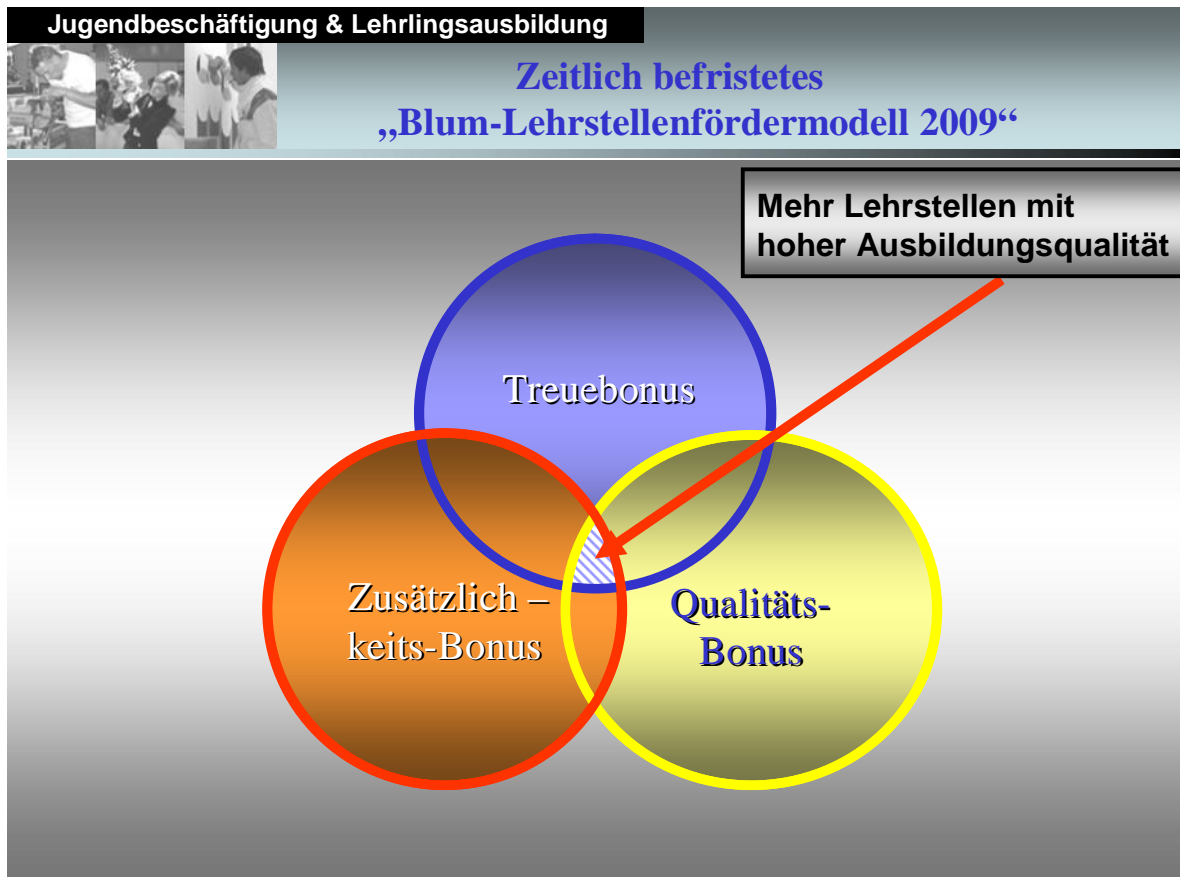 Jugendbeschäftigung & Lehrlingsausbildung
Zeitlich befristetes
„Blum-Lehrstellenfördermodell 2009“
Mehr Lehrstellen mit
hoher Ausbildungsqualität
Treuebonus
Zusätzlich –
keits-Bonus
Qualitäts-
Bonus